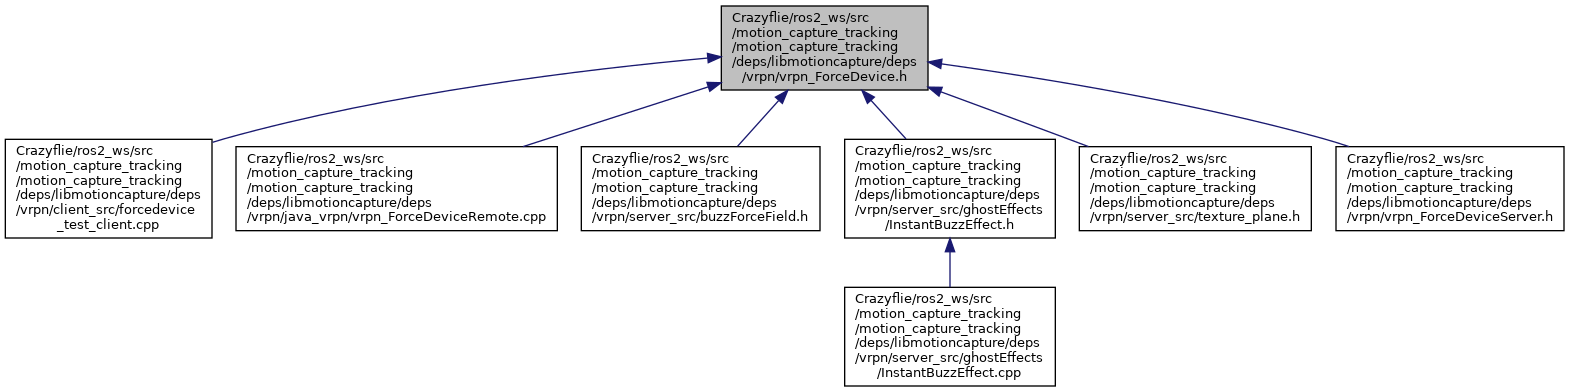 Crazyflie/ros2_ws/src
/motion_capture_tracking
/motion_capture_tracking
/deps/libmotioncapture/deps
/vrpn/vrpn_ForceDevice.h
Crazyflie/ros2_ws/src
/motion_capture_tracking
/motion_capture_tracking
/deps/libmotioncapture/deps
/vrpn/client_src/forcedevice
_test_client.cpp
Crazyflie/ros2_ws/src
/motion_capture_tracking
/motion_capture_tracking
/deps/libmotioncapture/deps
/vrpn/java_vrpn/vrpn_ForceDeviceRemote.cpp
Crazyflie/ros2_ws/src
/motion_capture_tracking
/motion_capture_tracking
/deps/libmotioncapture/deps
/vrpn/server_src/buzzForceField.h
Crazyflie/ros2_ws/src
/motion_capture_tracking
/motion_capture_tracking
/deps/libmotioncapture/deps
/vrpn/server_src/ghostEffects
/InstantBuzzEffect.h
Crazyflie/ros2_ws/src
/motion_capture_tracking
/motion_capture_tracking
/deps/libmotioncapture/deps
/vrpn/server_src/texture_plane.h
Crazyflie/ros2_ws/src
/motion_capture_tracking
/motion_capture_tracking
/deps/libmotioncapture/deps
/vrpn/vrpn_ForceDeviceServer.h
Crazyflie/ros2_ws/src
/motion_capture_tracking
/motion_capture_tracking
/deps/libmotioncapture/deps
/vrpn/server_src/ghostEffects
/InstantBuzzEffect.cpp